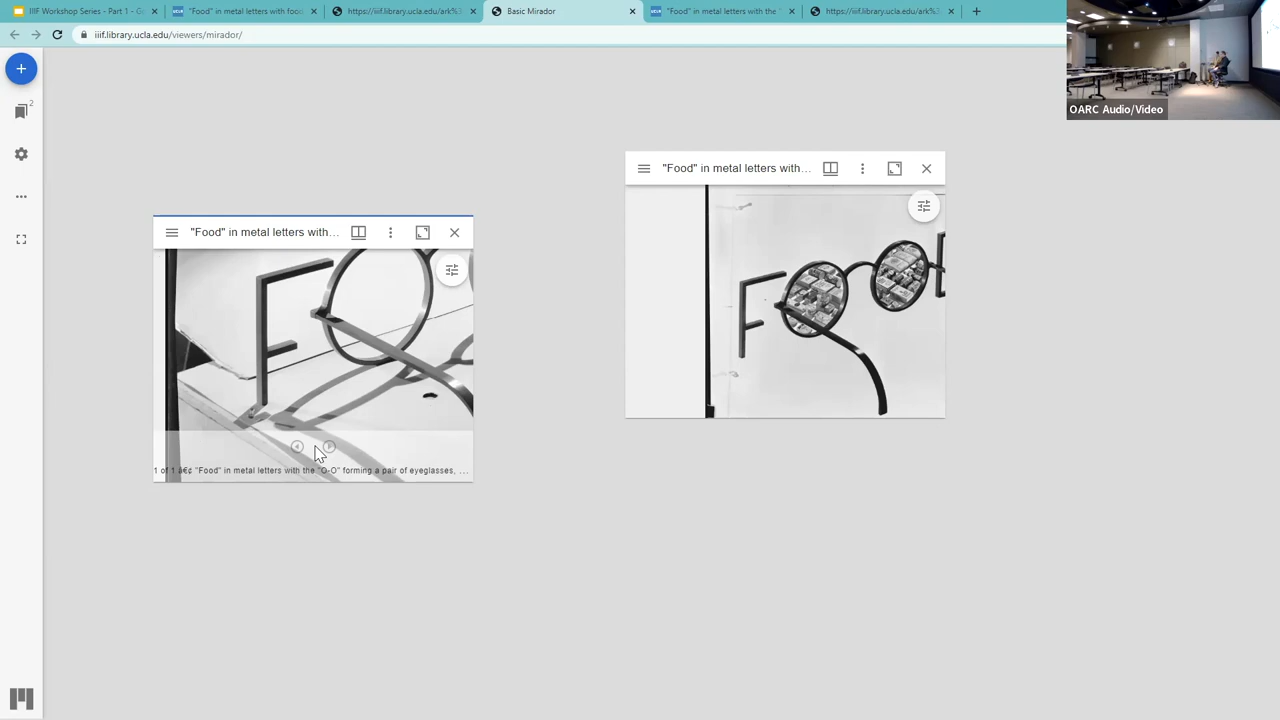 IIIF Workshop Series - Part 1 - G
"Food" in metal letters with food
https://iiif.library.ucla.edu/ark%3
Basic Mirador
"Food" in metal letters with the
https://iiif.library.ucla.edu/ark%
iiif.library.ucla.edu/viewers/mirador/
OARC Audio/Video
2
"Food" in metal letters with...
"Food" in metal letters with...
1 of 1 • "Food" in metal letters with the "O-O" forming a pair of eyeglasses, ...